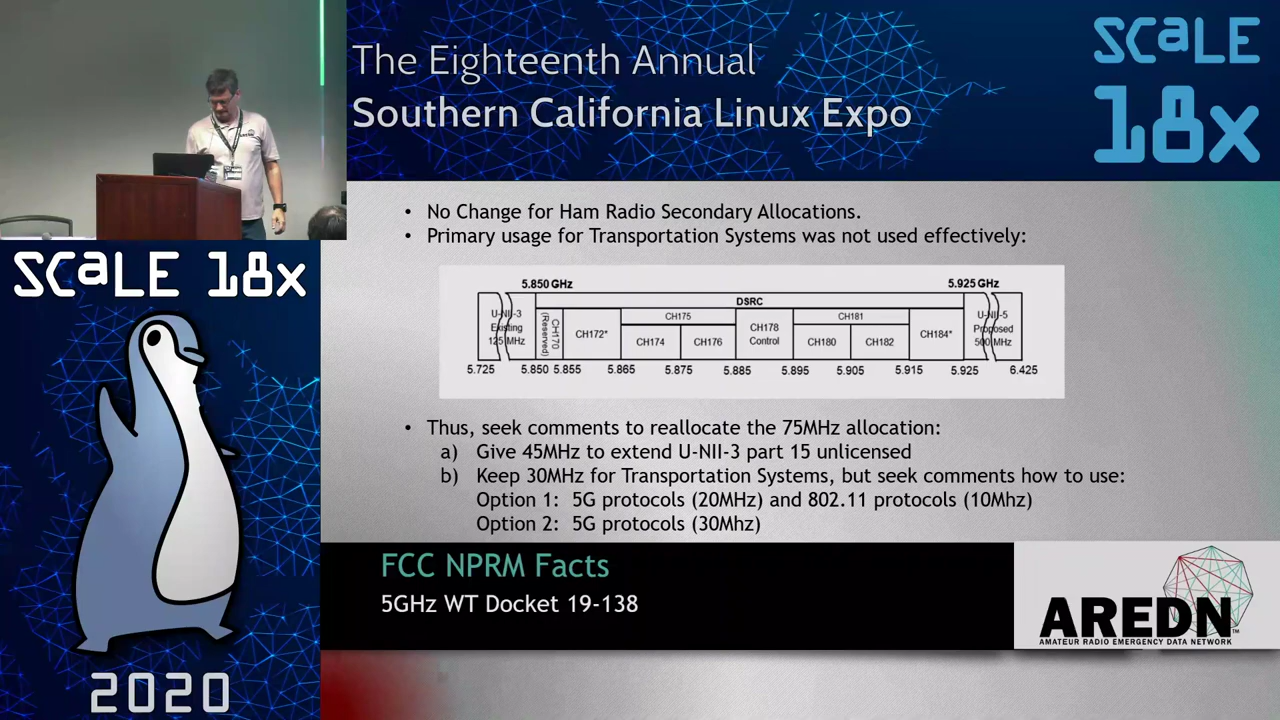 The Eighteenth Annual
Southern California Linux Expo
SCaLE
18x
SCaLE 18x
2020
• No Change for Ham Radio Secondary Allocations.
• Primary usage for Transportation Systems was not used effectively:
5.850 GHz 5.925 GHz
DSRC
U-NII-3
Existing
125 MHz
CH170
(Reserved)
CH172*
CH175
CH174 CH176
CH178
Control
CH181
CH180 CH182
CH184*
U-NII-5
Proposed
500 MHz
5.725 5.850 5.855 5.865 5.875 5.885 5.895 5.905 5.915 5.925 6.425
• Thus, seek comments to reallocate the 75MHz allocation:
a) Give 45MHz to extend U-NII-3 part 15 unlicensed
b) Keep 30MHz for Transportation Systems, but seek comments how to use:
Option 1: 5G protocols (20MHz) and 802.11 protocols (10Mhz)
Option 2: 5G protocols (30Mhz)
FCC NPRM Facts
5GHz WT Docket 19-138
AREDN™
AMATEUR RADIO EMERGENCY DATA NETWORK